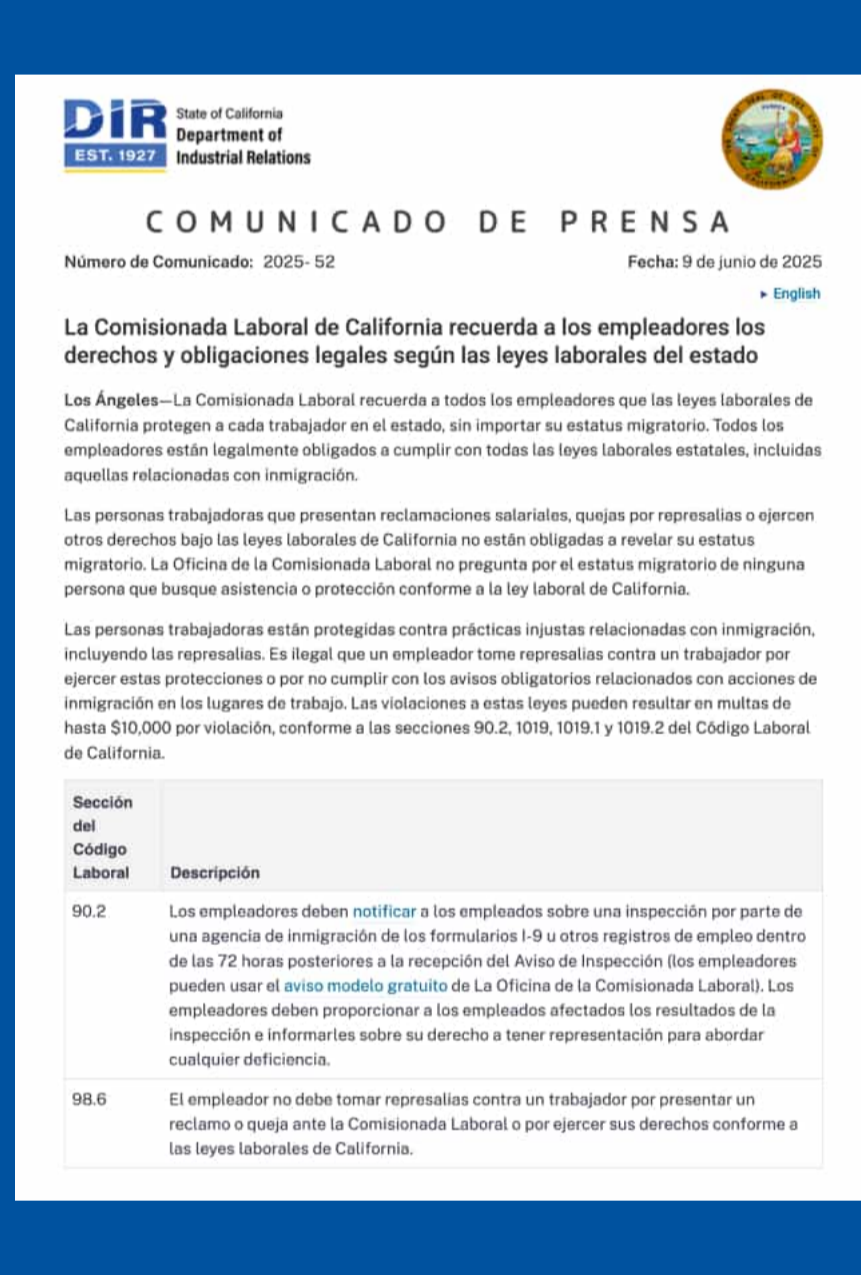 DIR
EST. 1927
State of California
Department of
Industrial Relations
COMUNICADO DE PRENSA
Número de Comunicado: 2025- 52
Fecha: 9 de junio de 2025
▸ English
La Comisionada Laboral de California recuerda a los empleadores los
derechos y obligaciones legales según las leyes laborales del estado
Los Ángeles—La Comisionada Laboral recuerda a todos los empleadores que las leyes laborales de
California protegen a cada trabajador en el estado, sin importar su estatus migratorio. Todos los
empleadores están legalmente obligados a cumplir con todas las leyes laborales estatales, incluidas
aquellas relacionadas con inmigración.
Las personas trabajadoras que presentan reclamaciones salariales, quejas por represalias o ejercen
otros derechos bajo las leyes laborales de California no están obligadas a revelar su estatus
migratorio. La Oficina de la Comisionada Laboral no pregunta por el estatus migratorio de ninguna
persona que busque asistencia o protección conforme a la ley laboral de California.
Las personas trabajadoras están protegidas contra prácticas injustas relacionadas con inmigración,
incluyendo las represalias. Es ilegal que un empleador tome represalias contra un trabajador por
ejercer estas protecciones o por no cumplir con los avisos obligatorios relacionados con acciones de
inmigración en los lugares de trabajo. Las violaciones a estas leyes pueden resultar en multas de
hasta $10,000 por violación, conforme a las secciones 90.2, 1019, 1019.1 y 1019.2 del Código Laboral
de California.
Sección
del
Código
Laboral
Descripción
90.2
Los empleadores deben notificar a los empleados sobre una inspección por parte de
una agencia de inmigración de los formularios I-9 u otros registros de empleo dentro
de las 72 horas posteriores a la recepción del Aviso de Inspección (los empleadores
pueden usar el aviso modelo gratuito de La Oficina de la Comisionada Laboral). Los
empleadores deben proporcionar a los empleados afectados los resultados de la
inspección e informarles sobre su derecho a tener representación para abordar
cualquier deficiencia.
98.6
El empleador no debe tomar represalias contra un trabajador por presentar un
reclamo o queja ante la Comisionada Laboral o por ejercer sus derechos conforme a
las leyes laborales de California.